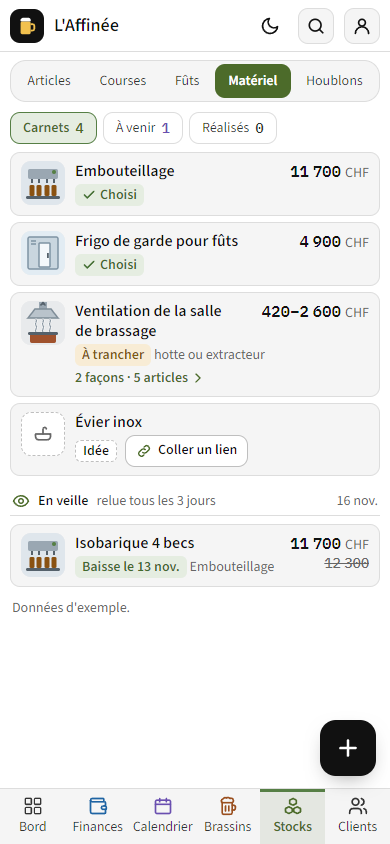 L'Affinée
Articles Courses Fûts Matériel Houblons
Carnets 4 À venir 1 Réalisés 0
Embouteillage 11 700 CHF
Choisi
Frigo de garde pour fûts 4 900 CHF
Choisi
Ventilation de la salle 420–2 600 CHF
de brassage
À trancher hotte ou extracteur
2 façons · 5 articles
Évier inox
Idée Coller un lien
En veille relue tous les 3 jours 16 nov.
Isobarique 4 becs 11 700 CHF
Baisse le 13 nov. Embouteillage 12 300
Données d'exemple.
Bord Finances Calendrier Brassins Stocks Clients